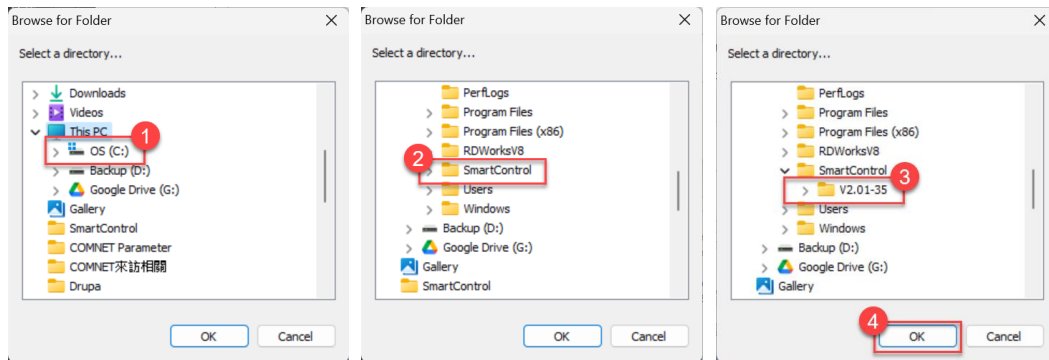 Browse for Folder
Select a directory...
Downloads
Videos
This PC
1
OS (C:)
Backup (D:)
Google Drive (G:)
Gallery
SmartControl
COMNET Parameter
COMNET來訪相關
Drupa
OK
Cancel
Browse for Folder
Select a directory...
PerfLogs
Program Files
Program Files (x86)
RDWorksV8
2
SmartControl
Users
Windows
Backup (D:)
Google Drive (G:)
Gallery
SmartControl
OK
Cancel
Browse for Folder
Select a directory...
PerfLogs
Program Files
Program Files (x86)
RDWorksV8
SmartControl
3
V2.01-35
Users
Windows
Backup (D:)
Google Drive (G:)
Gallery
4
OK
Cancel